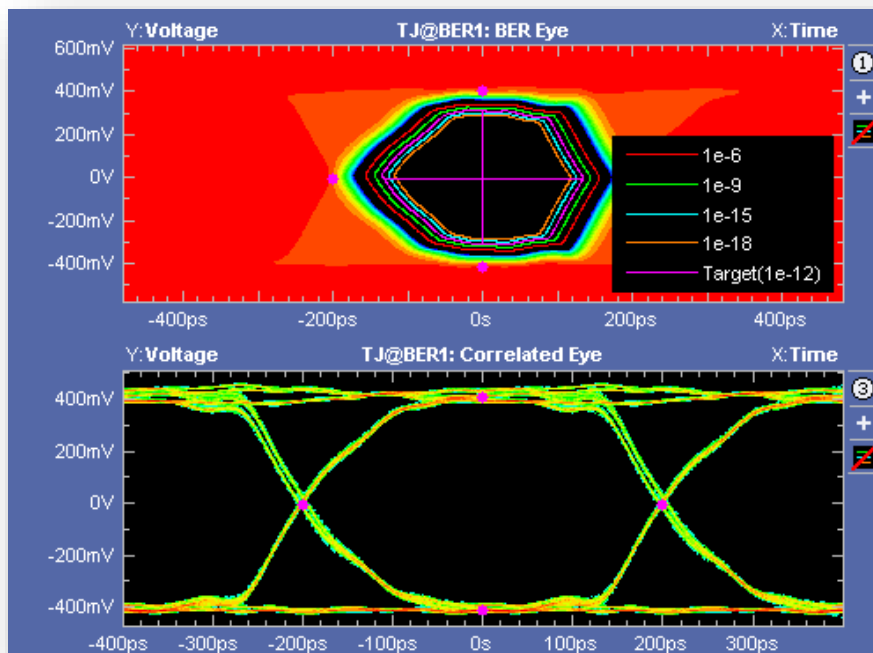 Y:Voltage TJ@BER1: BER Eye X:Time
600mV
400mV
200mV
0V
-200mV
-400mV
1e-6
1e-9
1e-15
1e-18
Target(1e-12)
-400ps -200ps 0s 200ps 400ps
1
+
Y:Voltage TJ@BER1: Correlated Eye X:Time
400mV
200mV
0V
-200mV
-400mV
-400ps -300ps -200ps -100ps 0s 100ps 200ps 300ps
3
+